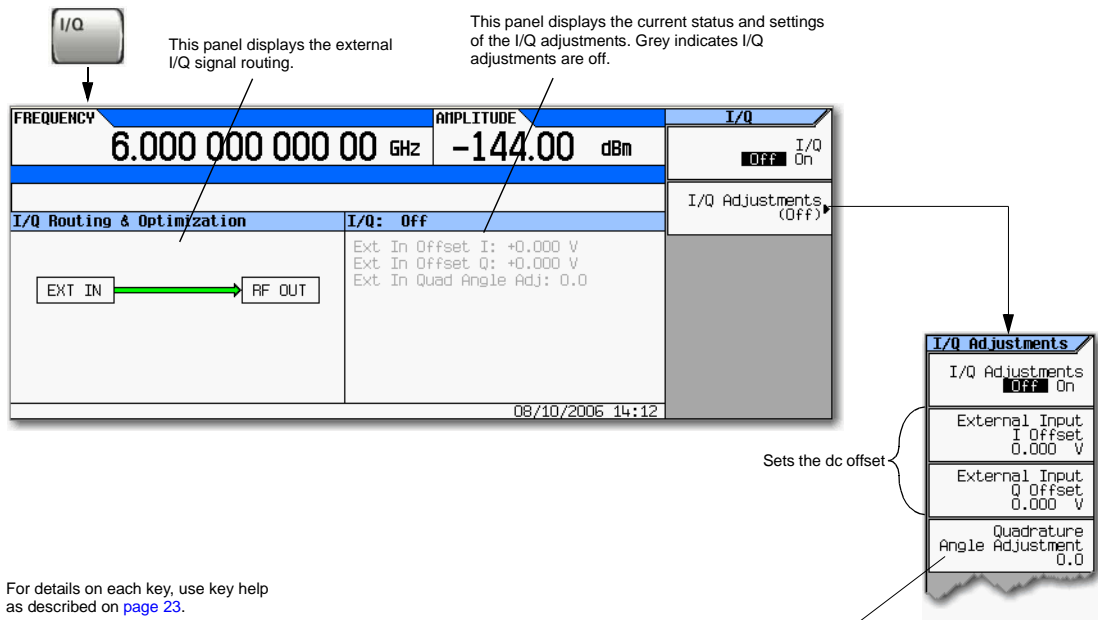 I/Q
This panel displays the external
I/Q signal routing.
This panel displays the current status and settings
of the I/Q adjustments. Grey indicates I/Q
adjustments are off.
FREQUENCY
6.000 000 000 00 GHz
AMPLITUDE
-144.00 dBm
I/Q
I/Q
Off On
I/Q Adjustments
(Off)
I/Q Routing & Optimization
I/Q: Off
Ext In Offset I: +0.000 V
Ext In Offset Q: +0.000 V
Ext In Quad Angle Adj: 0.0
EXT IN
RF OUT
08/10/2006 14:12
I/Q Adjustments
I/Q Adjustments
Off On
External Input
I Offset
0.000 V
External Input
Q Offset
0.000 V
Quadrature
Angle Adjustment
0.0
Sets the dc offset
For details on each key, use key help
as described on page 23.